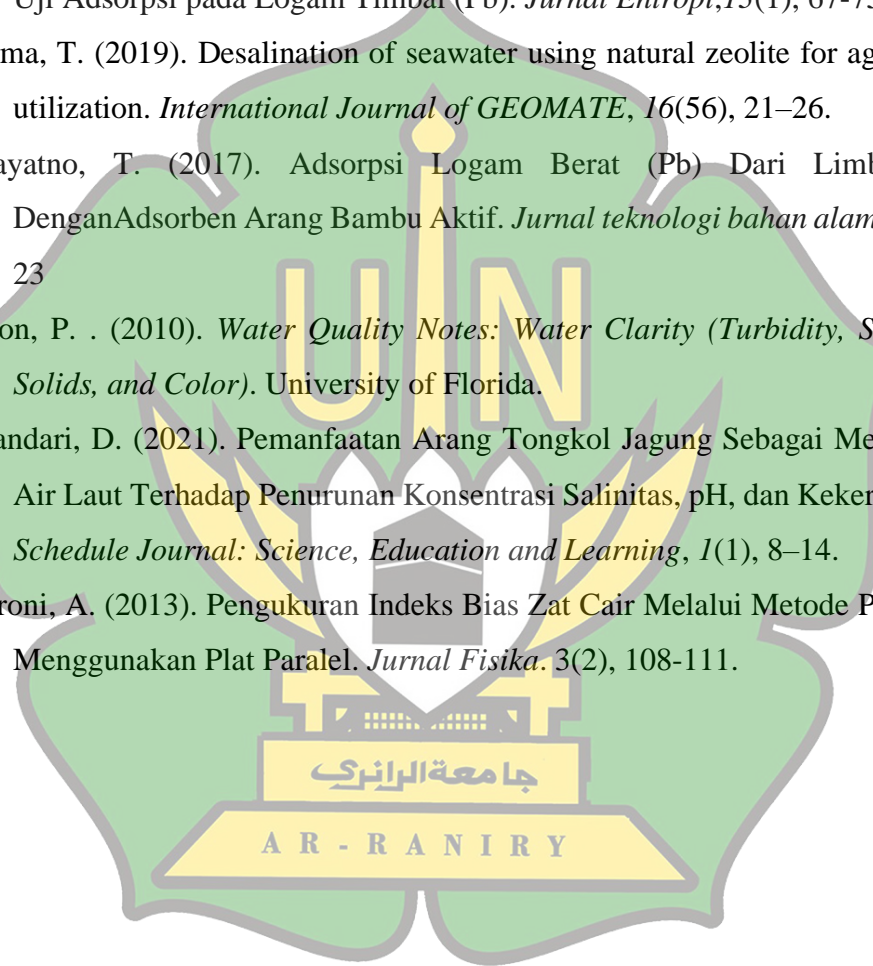 Uji Adsorpsi pada Logam Timbal (Pb). Jurnal Entropi,13(1), 67-73
ma, T. (2019). Desalination of seawater using natural zeolite for ag
utilization. International Journal of GEOMATE, 16(56), 21–26.
ayatno, T. (2017). Adsorpsi Logam Berat (Pb) Dari Limb
DenganAdsorben Arang Bambu Aktif. Jurnal teknologi bahan alam
23
on, P. . (2010). Water Quality Notes: Water Clarity (Turbidity, S
Solids, and Color). University of Florida.
andari, D. (2021). Pemanfaatan Arang Tongkol Jagung Sebagai Me
Air Laut Terhadap Penurunan Konsentrasi Salinitas, pH, dan Keker
Schedule Journal: Science, Education and Learning, 1(1), 8–14.
roni, A. (2013). Pengukuran Indeks Bias Zat Cair Melalui Metode P
Menggunakan Plat Paralel. Jurnal Fisika. 3(2), 108-111.
UIN
جامعةالرانري
AR-RANIRY